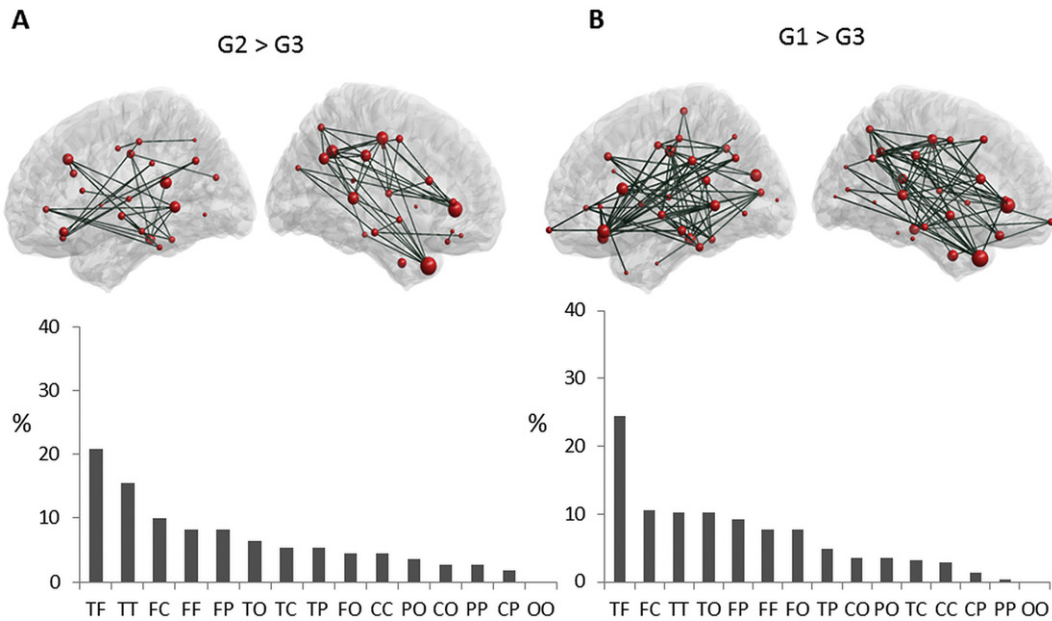 A
G2 > G3
40
30
20
10
0
%
TF TT FC FF FP TO TC TP FO CC PO CO PP CP OO
B
G1 > G3
40
30
20
10
0
%
TF FC TT TO FP FF FO TP CO PO TC CC CP PP OO